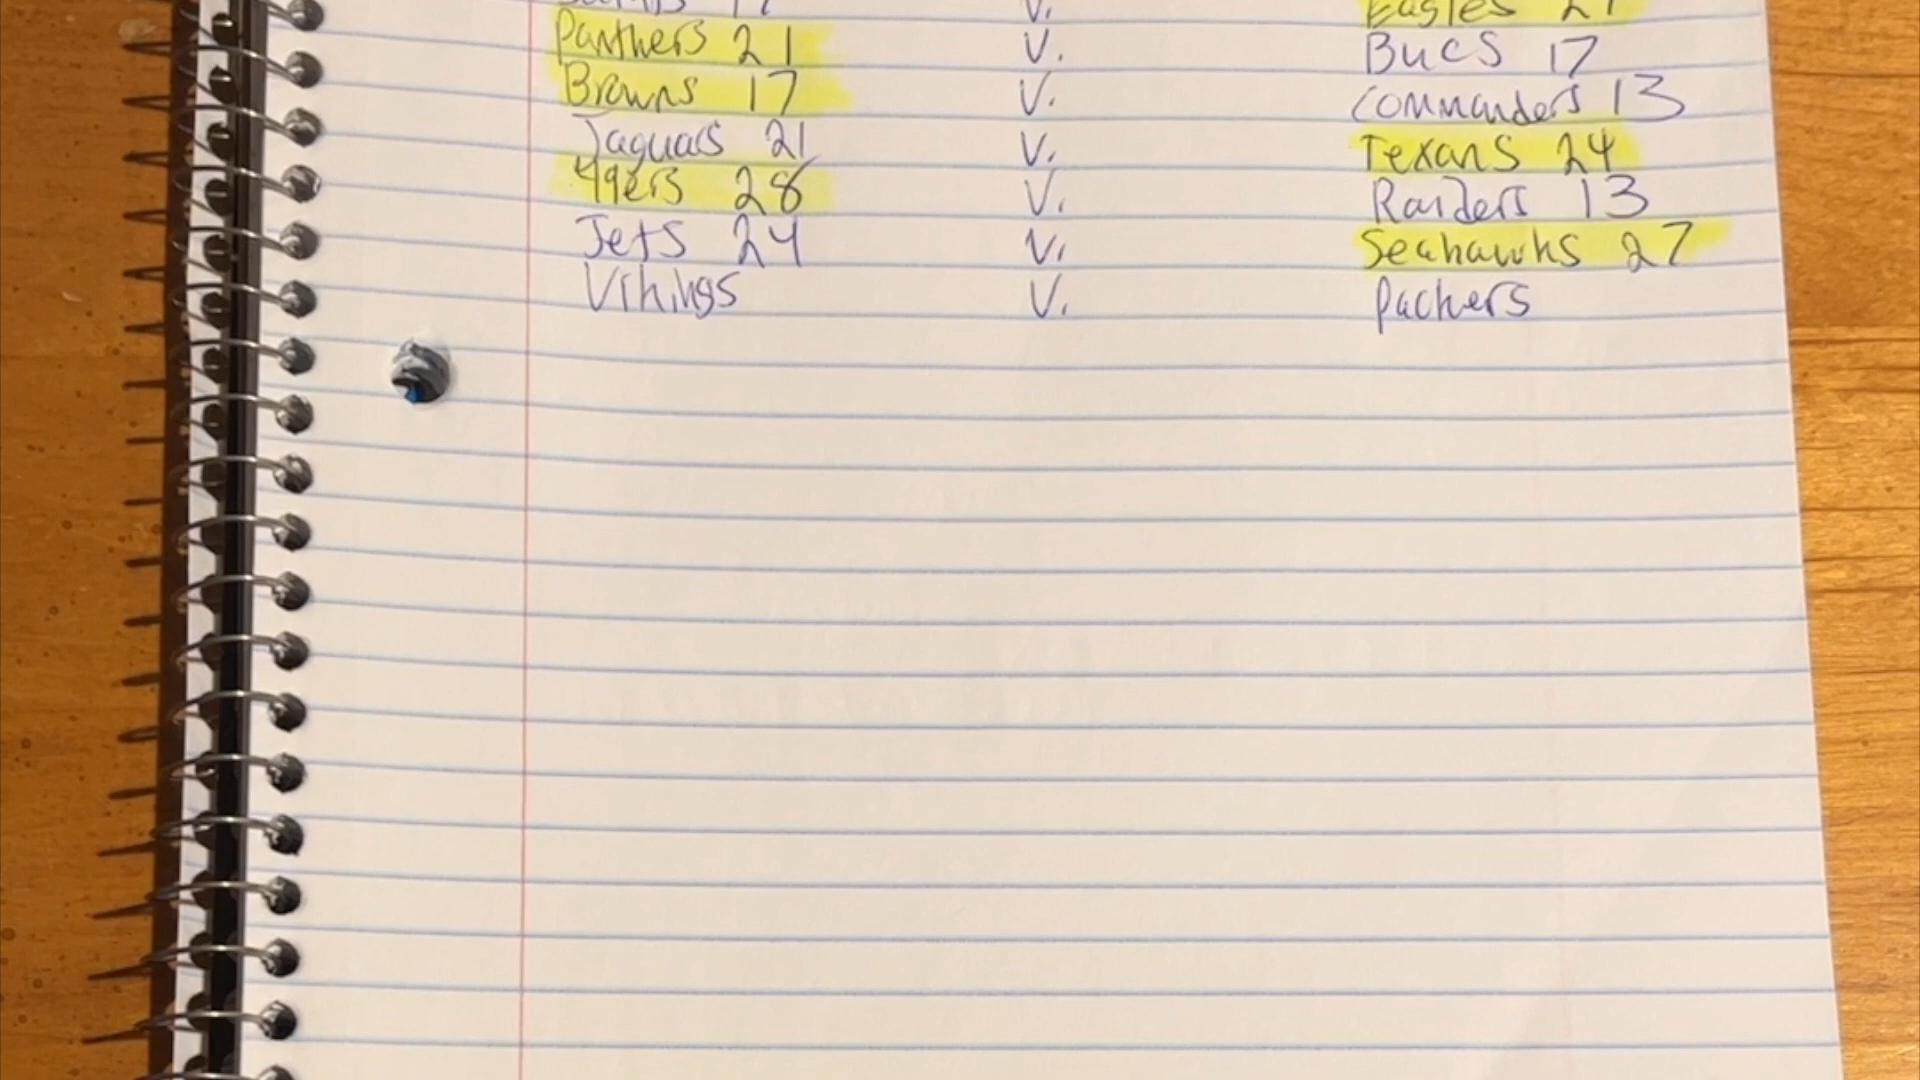 V. Eagles
Panthers 21 V. Bucs 17
Browns 17 V. Commanders 13
Jaguars 21 V. Texans 24
49ers 28 V. Raiders 13
Jets 24 V. Seahawks 27
Vikings V. Packers